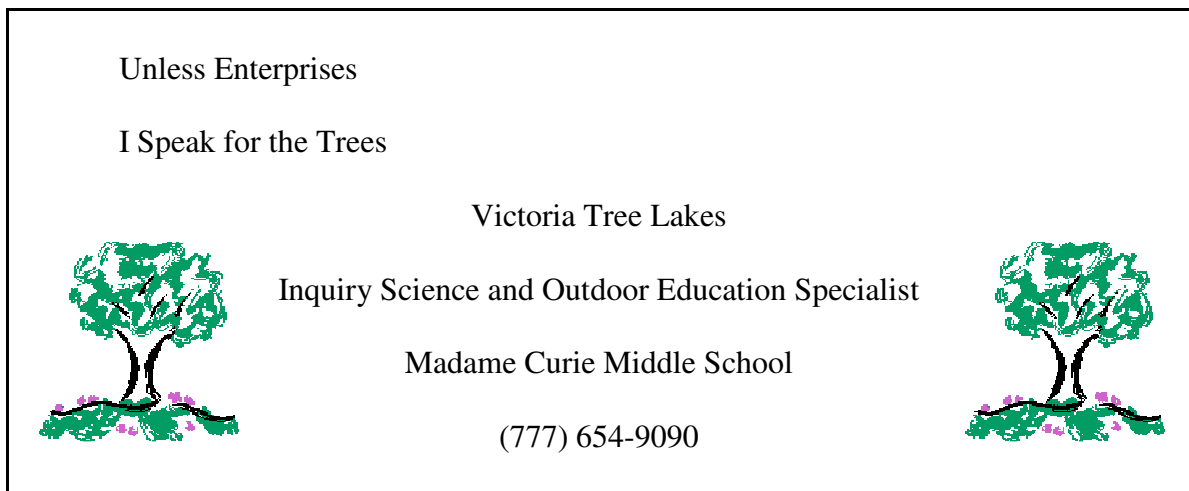 Unless Enterprises
I Speak for the Trees
Victoria Tree Lakes
Inquiry Science and Outdoor Education Specialist
Madame Curie Middle School
(777) 654-9090